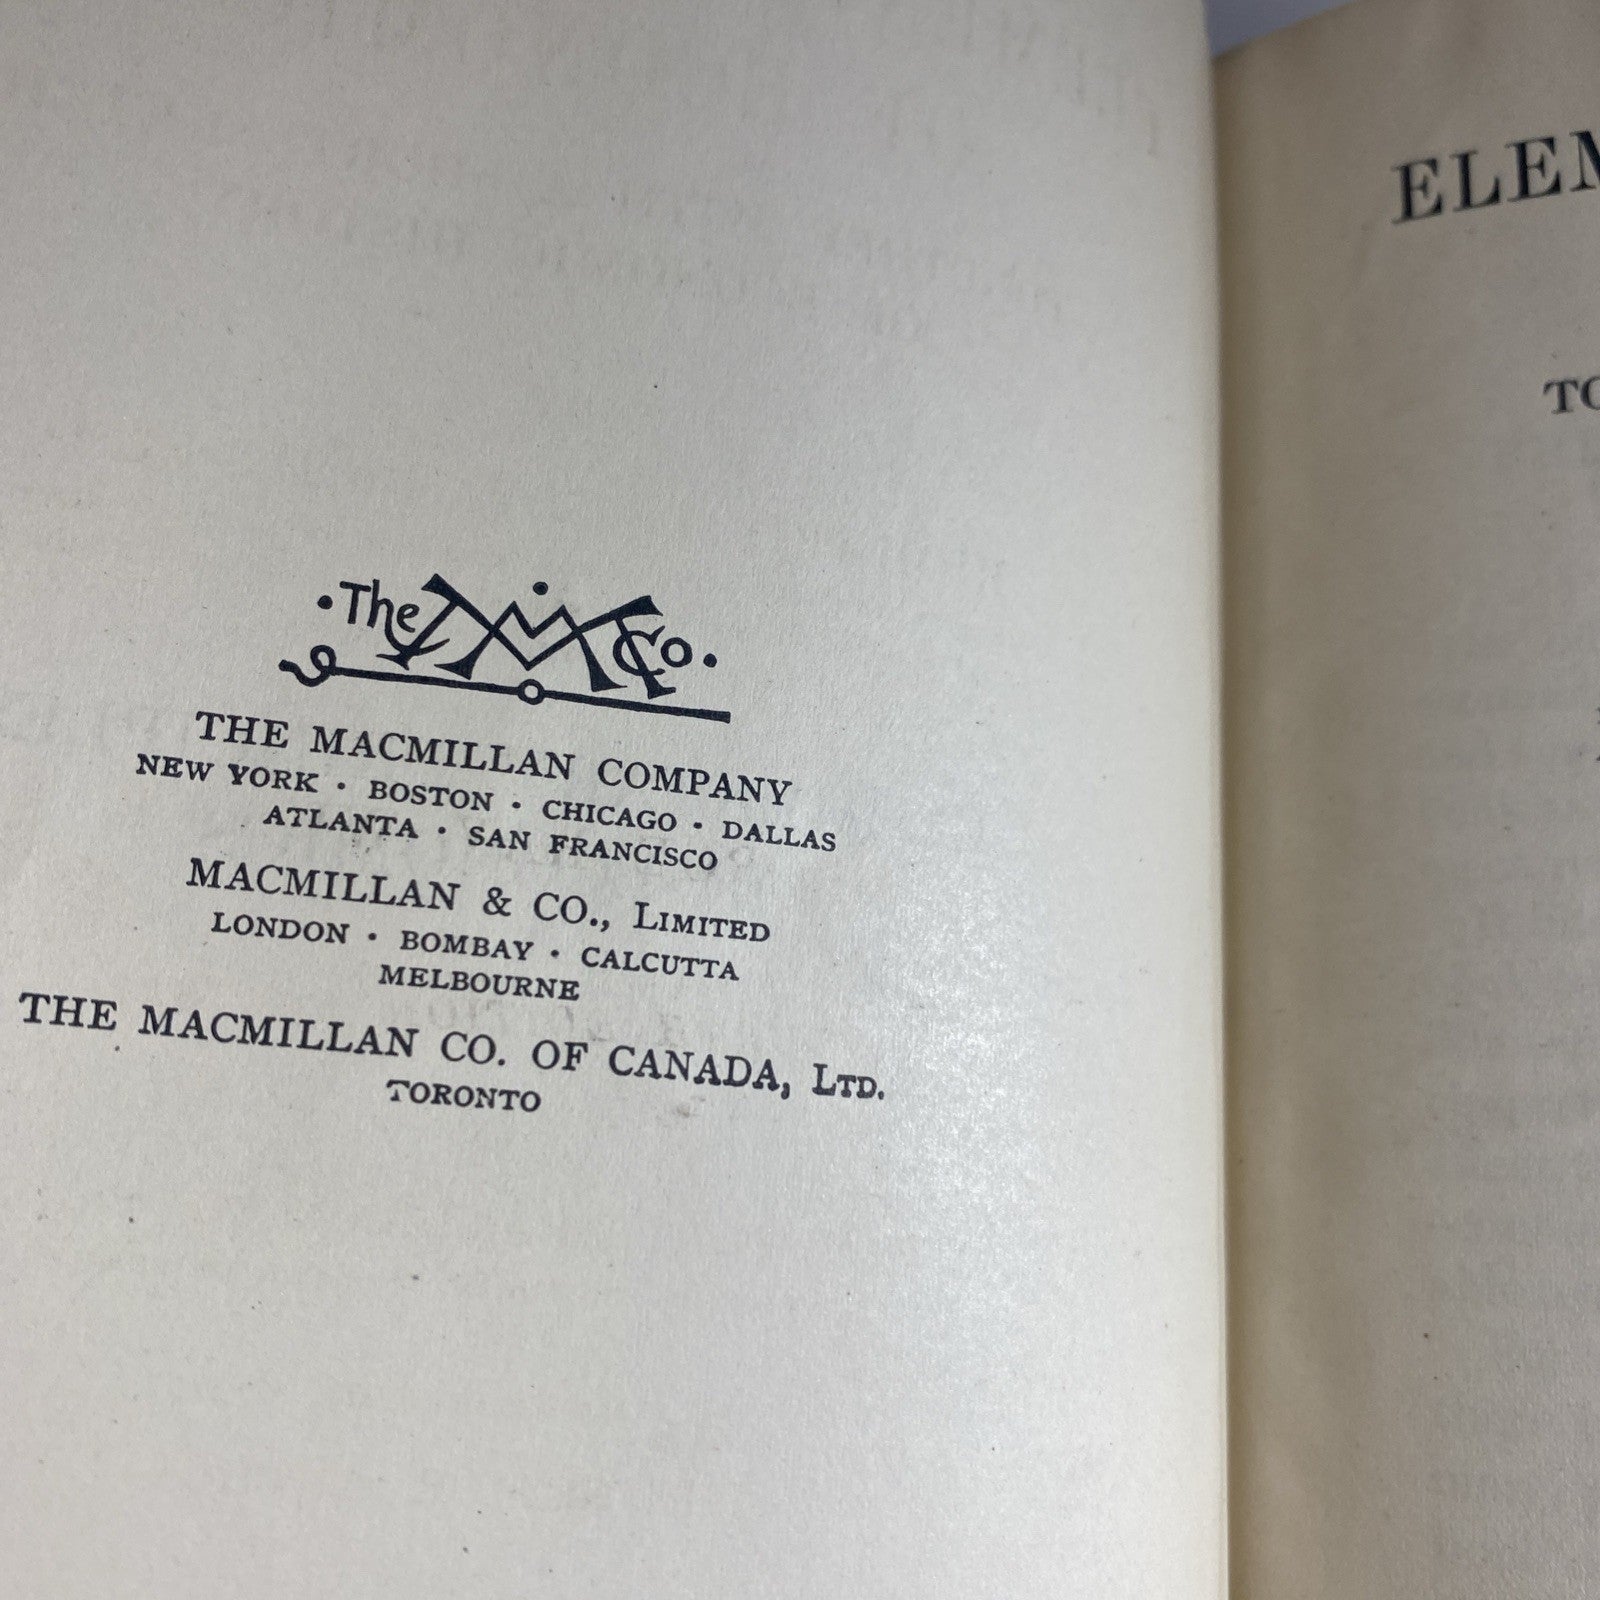 ·The MM Co.·
THE MACMILLAN COMPANY
NEW YORK · BOSTON · CHICAGO · DALLAS
ATLANTA · SAN FRANCISCO
MACMILLAN & CO., LIMITED
LONDON · BOMBAY · CALCUTTA
MELBOURNE
THE MACMILLAN CO. OF CANADA, LTD.
TORONTO
ELEM
TO